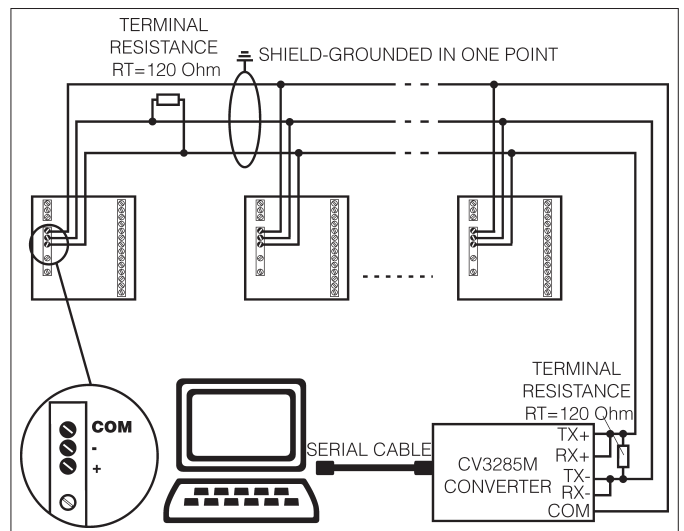 TERMINAL
RESISTANCE
RT=120 Ohm
SHIELD-GROUNDED IN ONE POINT
COM
-
+
SERIAL CABLE
TERMINAL
RESISTANCE
RT=120 Ohm
CV3285M
CONVERTER
TX+
RX+
TX-
RX-
COM